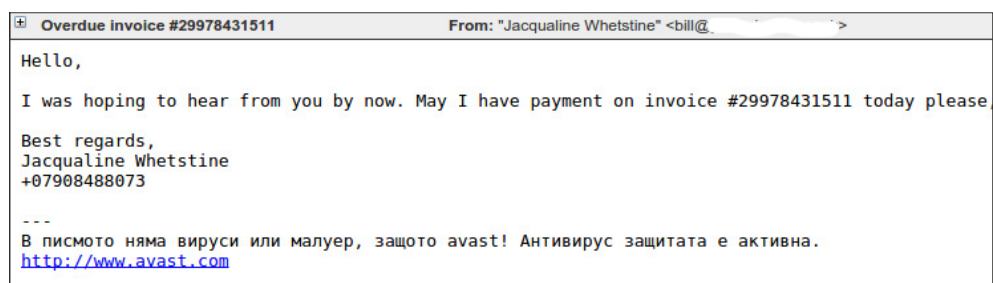 Overdue invoice #29978431511 From: "Jacqualine Whetstine" <bill@ >
Hello,
I was hoping to hear from you by now. May I have payment on invoice #29978431511 today please,
Best regards,
Jacqualine Whetstine
+07908488073
---
В писмото няма вируси или малуер, защото avast! Антивирус защитата е активна.
http://www.avast.com